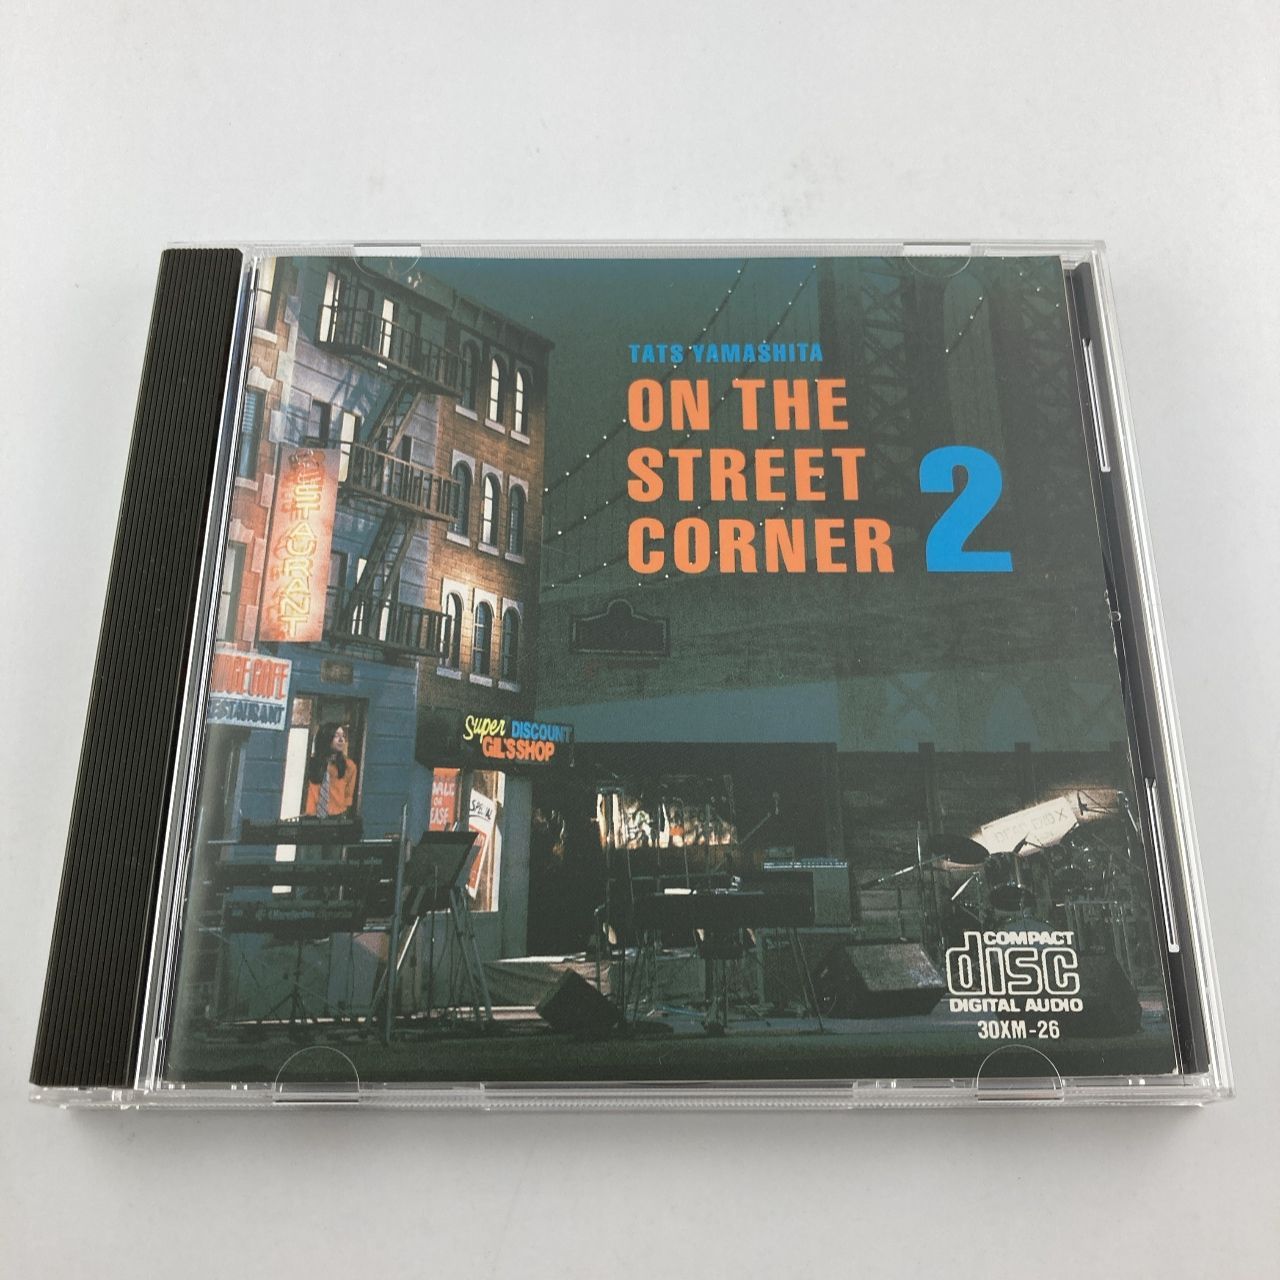 TATS YAMASHITA
ON THE
STREET
CORNER 2
RESTAURANT
RESTAURANT
Super DISCOUNT
GIL'S SHOP
SPECIAL
COMPACT
disc
DIGITAL AUDIO
30XM-26